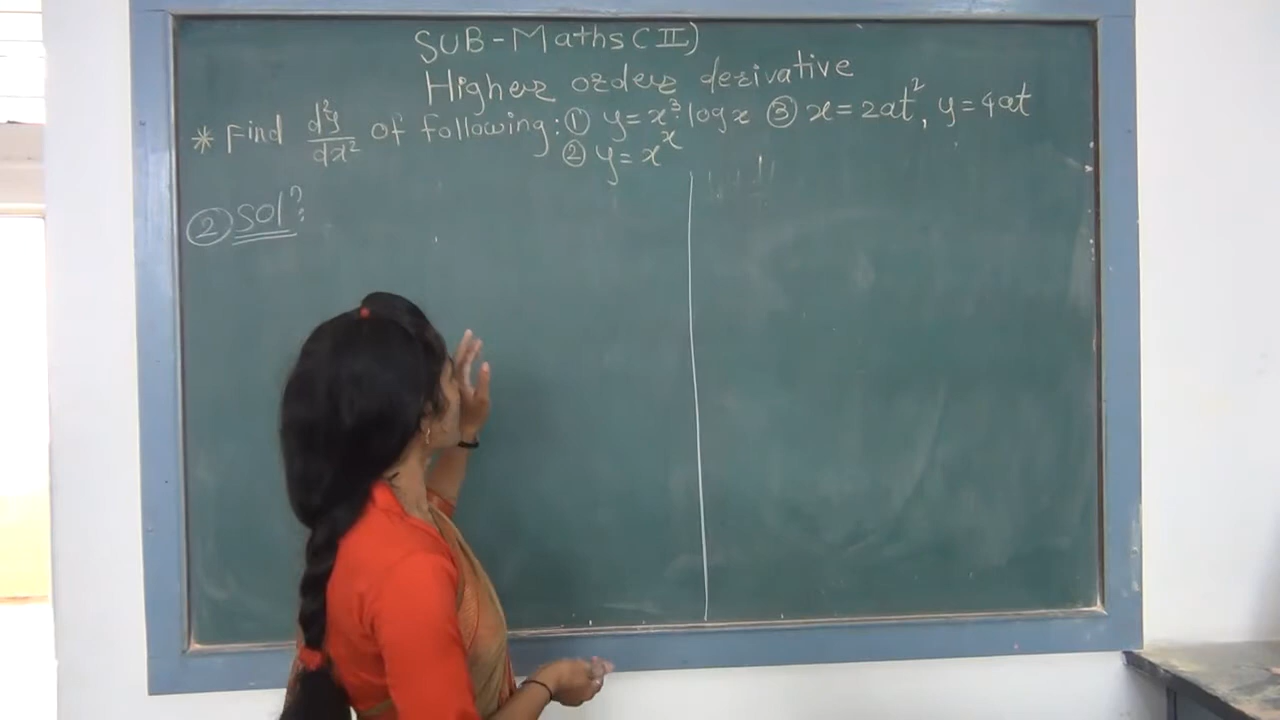 SUB-Maths(II)
Higher order derivative
* Find d²y/dx² of following: ① y = x³.log x ③ x = 2at², y = 4at
② y = x^x
② Solⁿ: